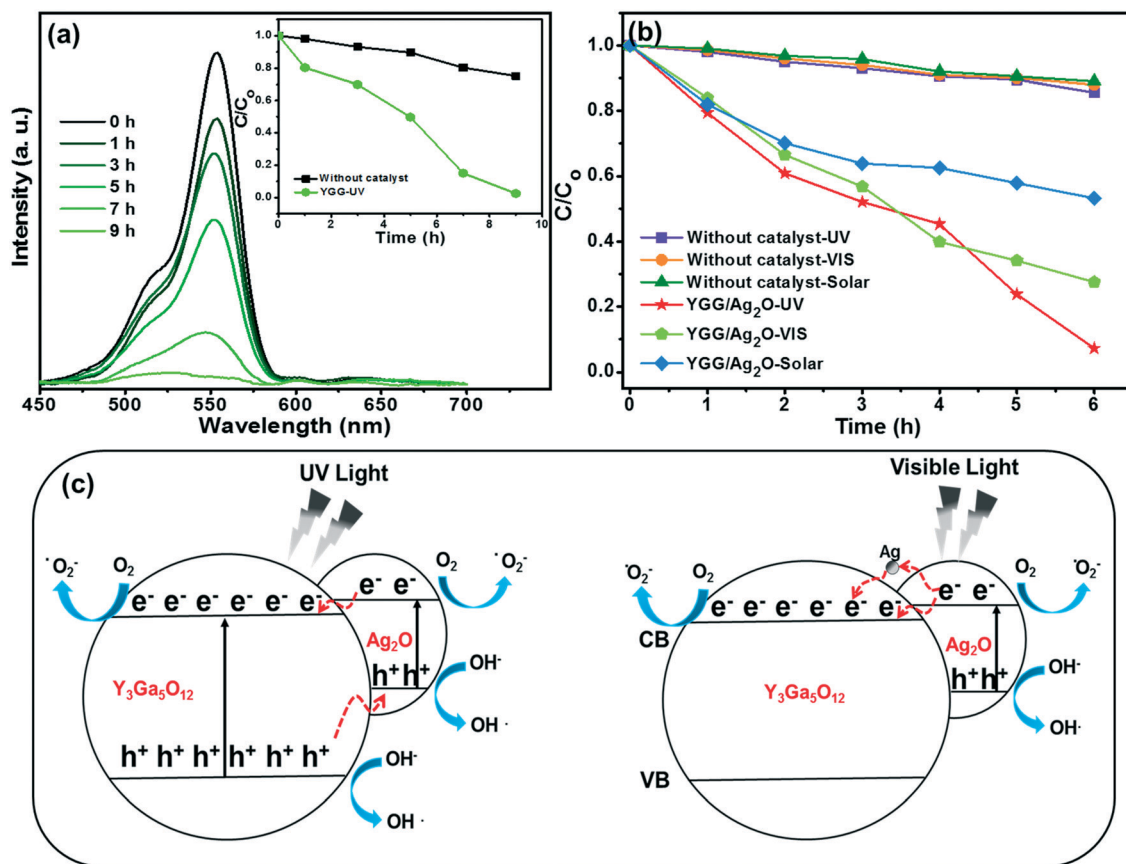 (a)
0 h
1 h
3 h
5 h
7 h
9 h
Intensity (a. u.)
450 500 550 600 650 700
Wavelength (nm)
1.0
0.8
0.6
0.4
0.2
0.0
C/Co
Without catalyst
YGG-UV
0 2 4 6 8 10
Time (h)
(b)
1.0
0.8
0.6
0.4
0.2
0.0
C/Co
Without catalyst-UV
Without catalyst-VIS
Without catalyst-Solar
YGG/Ag2O-UV
YGG/Ag2O-VIS
YGG/Ag2O-Solar
0 1 2 3 4 5 6
Time (h)
(c)
UV Light
·O2- O2
e- e- e- e- e- e-
e- e-
O2 ·O2-
Ag2O
h+ h+
OH-
OH ·
Y3Ga5O12
h+ h+ h+ h+ h+ h+
OH-
OH ·
Visible Light
Ag
·O2- O2
e- e- e- e- e- e-
e- e-
O2 ·O2-
CB
Ag2O
h+ h+
OH-
OH·
Y3Ga5O12
VB